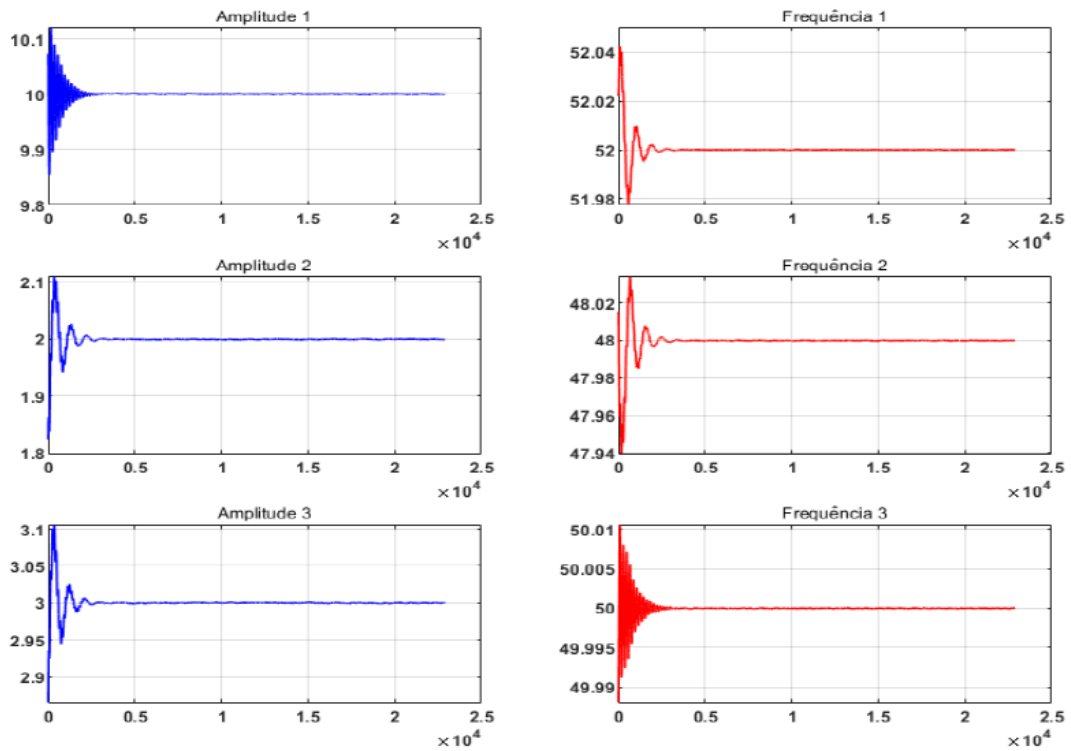 Amplitude 1
10.1
10
9.9
9.8
0 0.5 1 1.5 2 2.5
×10^4
Frequência 1
52.04
52.02
52
51.98
0 0.5 1 1.5 2 2.5
×10^4
Amplitude 2
2.1
2
1.9
1.8
0 0.5 1 1.5 2 2.5
×10^4
Frequência 2
48.02
48
47.98
47.96
47.94
0 0.5 1 1.5 2 2.5
×10^4
Amplitude 3
3.1
3.05
3
2.95
2.9
0 0.5 1 1.5 2 2.5
×10^4
Frequência 3
50.01
50.005
50
49.995
49.99
0 0.5 1 1.5 2 2.5
×10^4